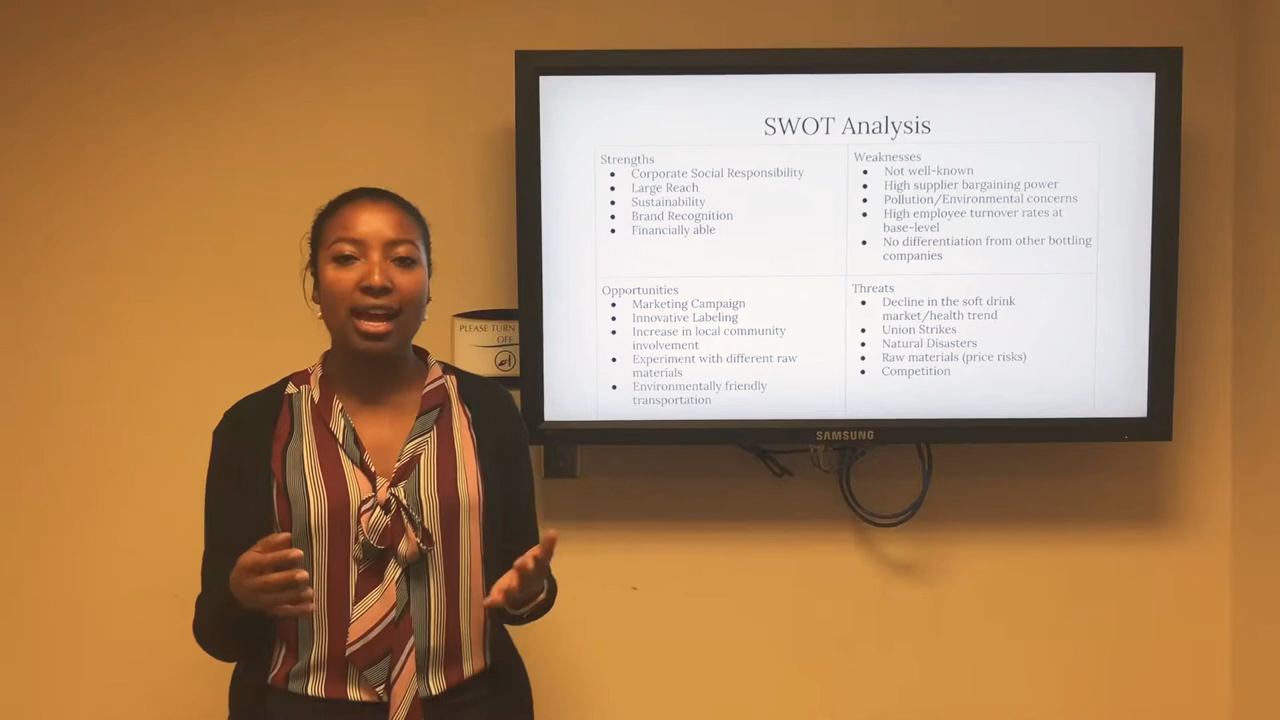 SWOT Analysis
Strengths
Corporate Social Responsibility
Large Reach
Sustainability
Brand Recognition
Financially able
Weaknesses
Not well-known
High supplier bargaining power
Pollution/Environmental concerns
High employee turnover rates at
base-level
No differentiation from other bottling
companies
Opportunities
Marketing Campaign
Innovative Labeling
Increase in local community
involvement
Experiment with different raw
materials
Environmentally friendly
transportation
Threats
Decline in the soft drink
market/health trend
Union Strikes
Natural Disasters
Raw materials (price risks)
Competition
PLEASE TURN
OFF
SAMSUNG